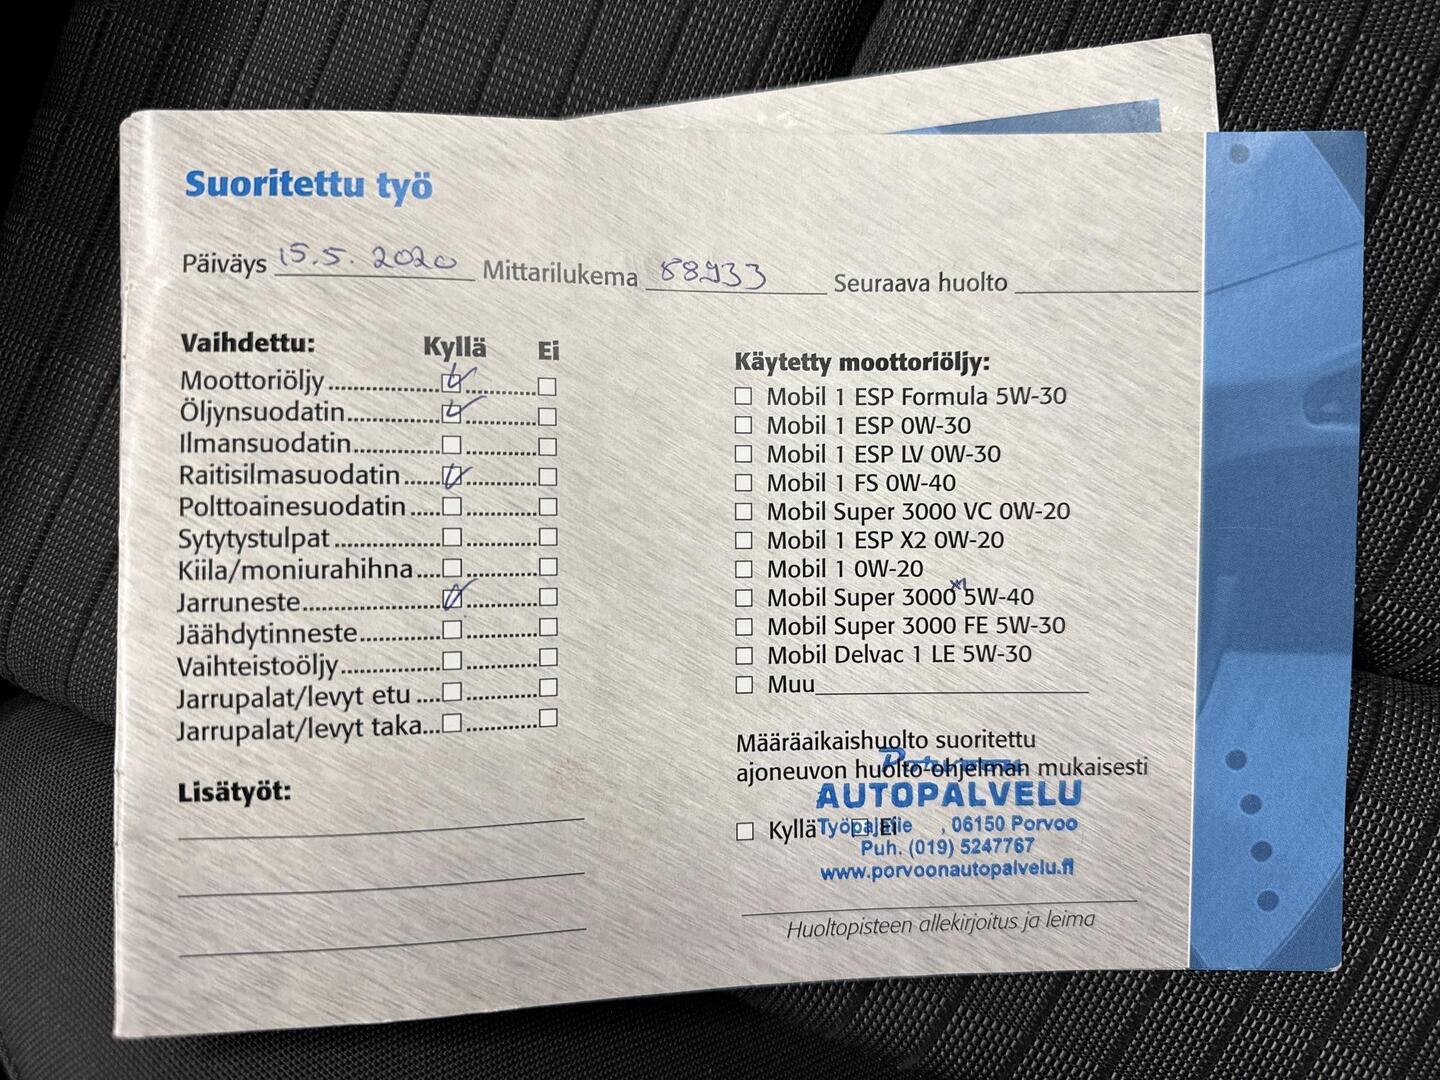 Suoritettu työ
Päiväys 15.5.2020 Mittarilukema 88933 Seuraava huolto
Vaihdettu: Kyllä Ei
Moottoriöljy
Öljynsuodatin
Ilmansuodatin
Raitisilmasuodatin
Polttoainesuodatin
Sytytystulpat
Kiila/moniurahihna
Jarruneste
Jäähdytinneste
Vaihteistoöljy
Jarrupalat/levyt etu
Jarrupalat/levyt taka
Lisätyöt:
Käytetty moottoriöljy:
Mobil 1 ESP Formula 5W-30
Mobil 1 ESP 0W-30
Mobil 1 ESP LV 0W-30
Mobil 1 FS 0W-40
Mobil Super 3000 VC 0W-20
Mobil 1 ESP X2 0W-20
Mobil 1 0W-20
Mobil Super 3000 X1 5W-40
Mobil Super 3000 FE 5W-30
Mobil Delvac 1 LE 5W-30
Muu
Määräaikaishuolto suoritettu
ajoneuvon huolto-ohjelman mukaisesti
Kyllä Ei
Porvoon
AUTOPALVELU
Työpajatie , 06150 Porvoo
Puh. (019) 5247767
www.porvoonautopalvelu.fi
Huoltopisteen allekirjoitus ja leima